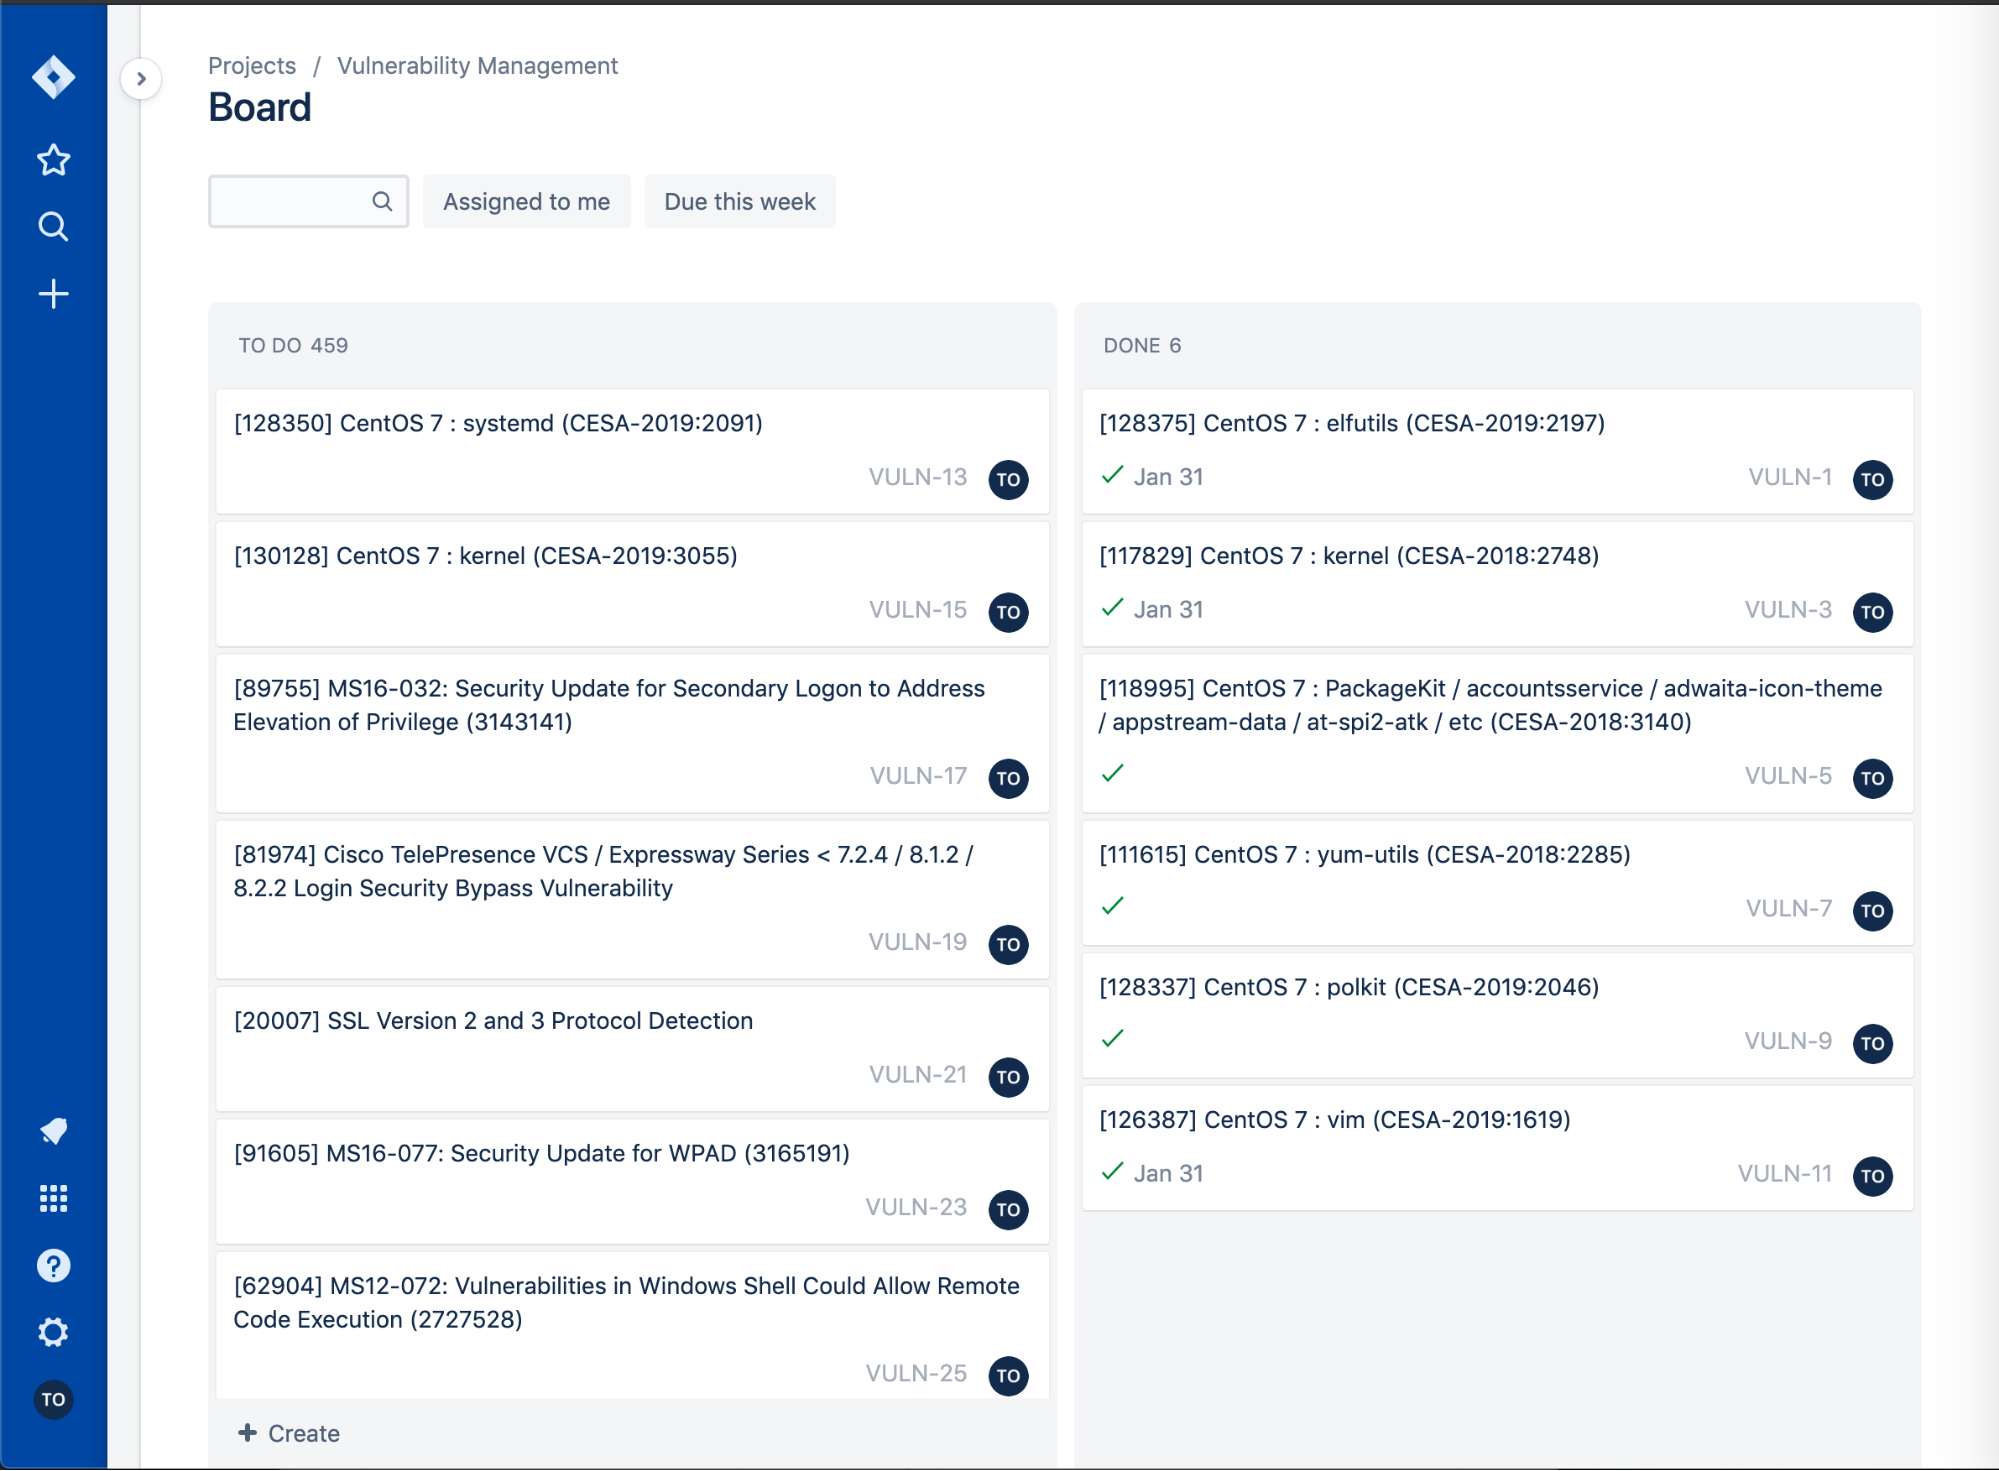 Projects / Vulnerability Management
Board
Assigned to me
Due this week
TO DO 459
[128350] CentOS 7 : systemd (CESA-2019:2091)
VULN-13 TO
[130128] CentOS 7 : kernel (CESA-2019:3055)
VULN-15 TO
[89755] MS16-032: Security Update for Secondary Logon to Address
Elevation of Privilege (3143141)
VULN-17 TO
[81974] Cisco TelePresence VCS / Expressway Series < 7.2.4 / 8.1.2 /
8.2.2 Login Security Bypass Vulnerability
VULN-19 TO
[20007] SSL Version 2 and 3 Protocol Detection
VULN-21 TO
[91605] MS16-077: Security Update for WPAD (3165191)
VULN-23 TO
[62904] MS12-072: Vulnerabilities in Windows Shell Could Allow Remote
Code Execution (2727528)
VULN-25 TO
+ Create
DONE 6
[128375] CentOS 7 : elfutils (CESA-2019:2197)
Jan 31 VULN-1 TO
[117829] CentOS 7 : kernel (CESA-2018:2748)
Jan 31 VULN-3 TO
[118995] CentOS 7 : PackageKit / accountsservice / adwaita-icon-theme
/ appstream-data / at-spi2-atk / etc (CESA-2018:3140)
VULN-5 TO
[111615] CentOS 7 : yum-utils (CESA-2018:2285)
VULN-7 TO
[128337] CentOS 7 : polkit (CESA-2019:2046)
VULN-9 TO
[126387] CentOS 7 : vim (CESA-2019:1619)
Jan 31 VULN-11 TO
TO